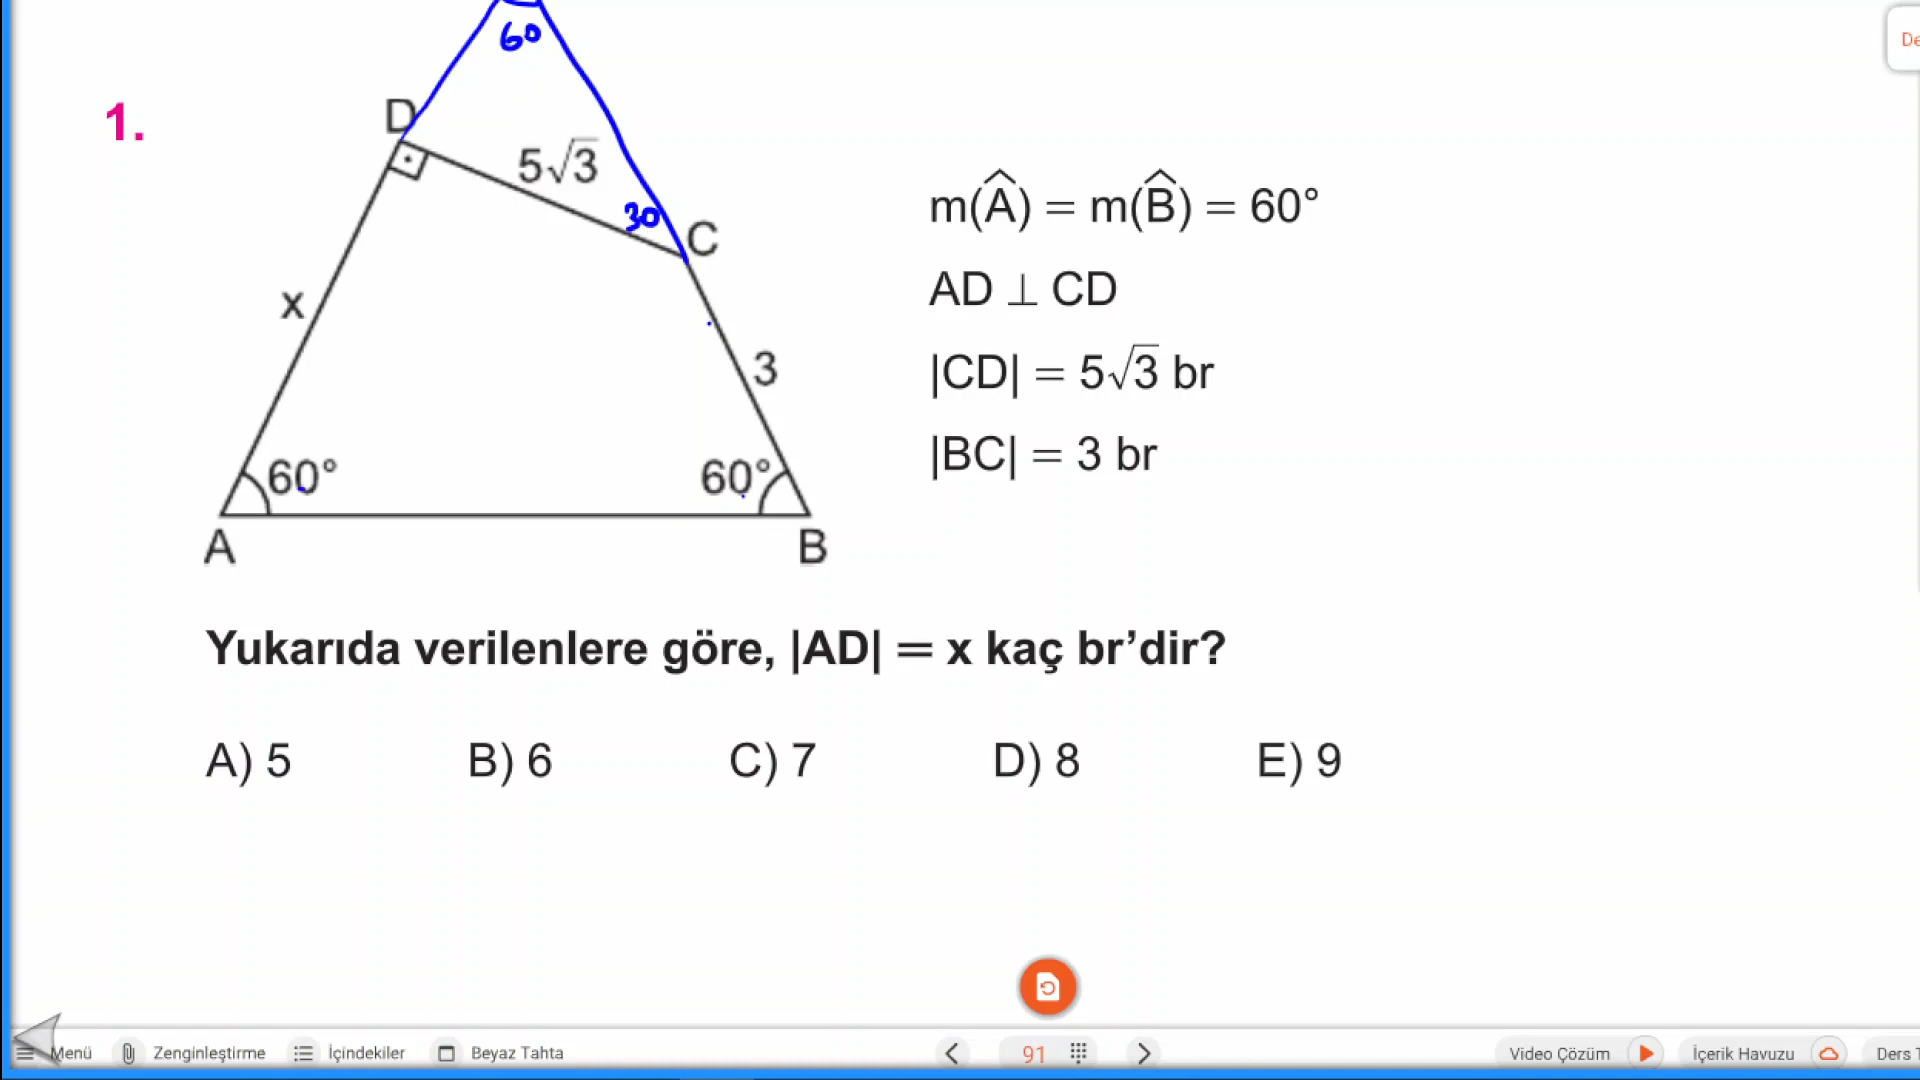 60
De
D
1.
5√3
30
C
m(Â) = m(B̂) = 60°
AD ⊥ CD
x
|CD| = 5√3 br
3
|BC| = 3 br
60°
60°
A
B
Yukarıda verilenlere göre, |AD| = x kaç br’dir?
A) 5 B) 6 C) 7 D) 8 E) 9
Menü Zenginleştirme İçindekiler Beyaz Tahta 91 Video Çözüm İçerik Havuzu Ders